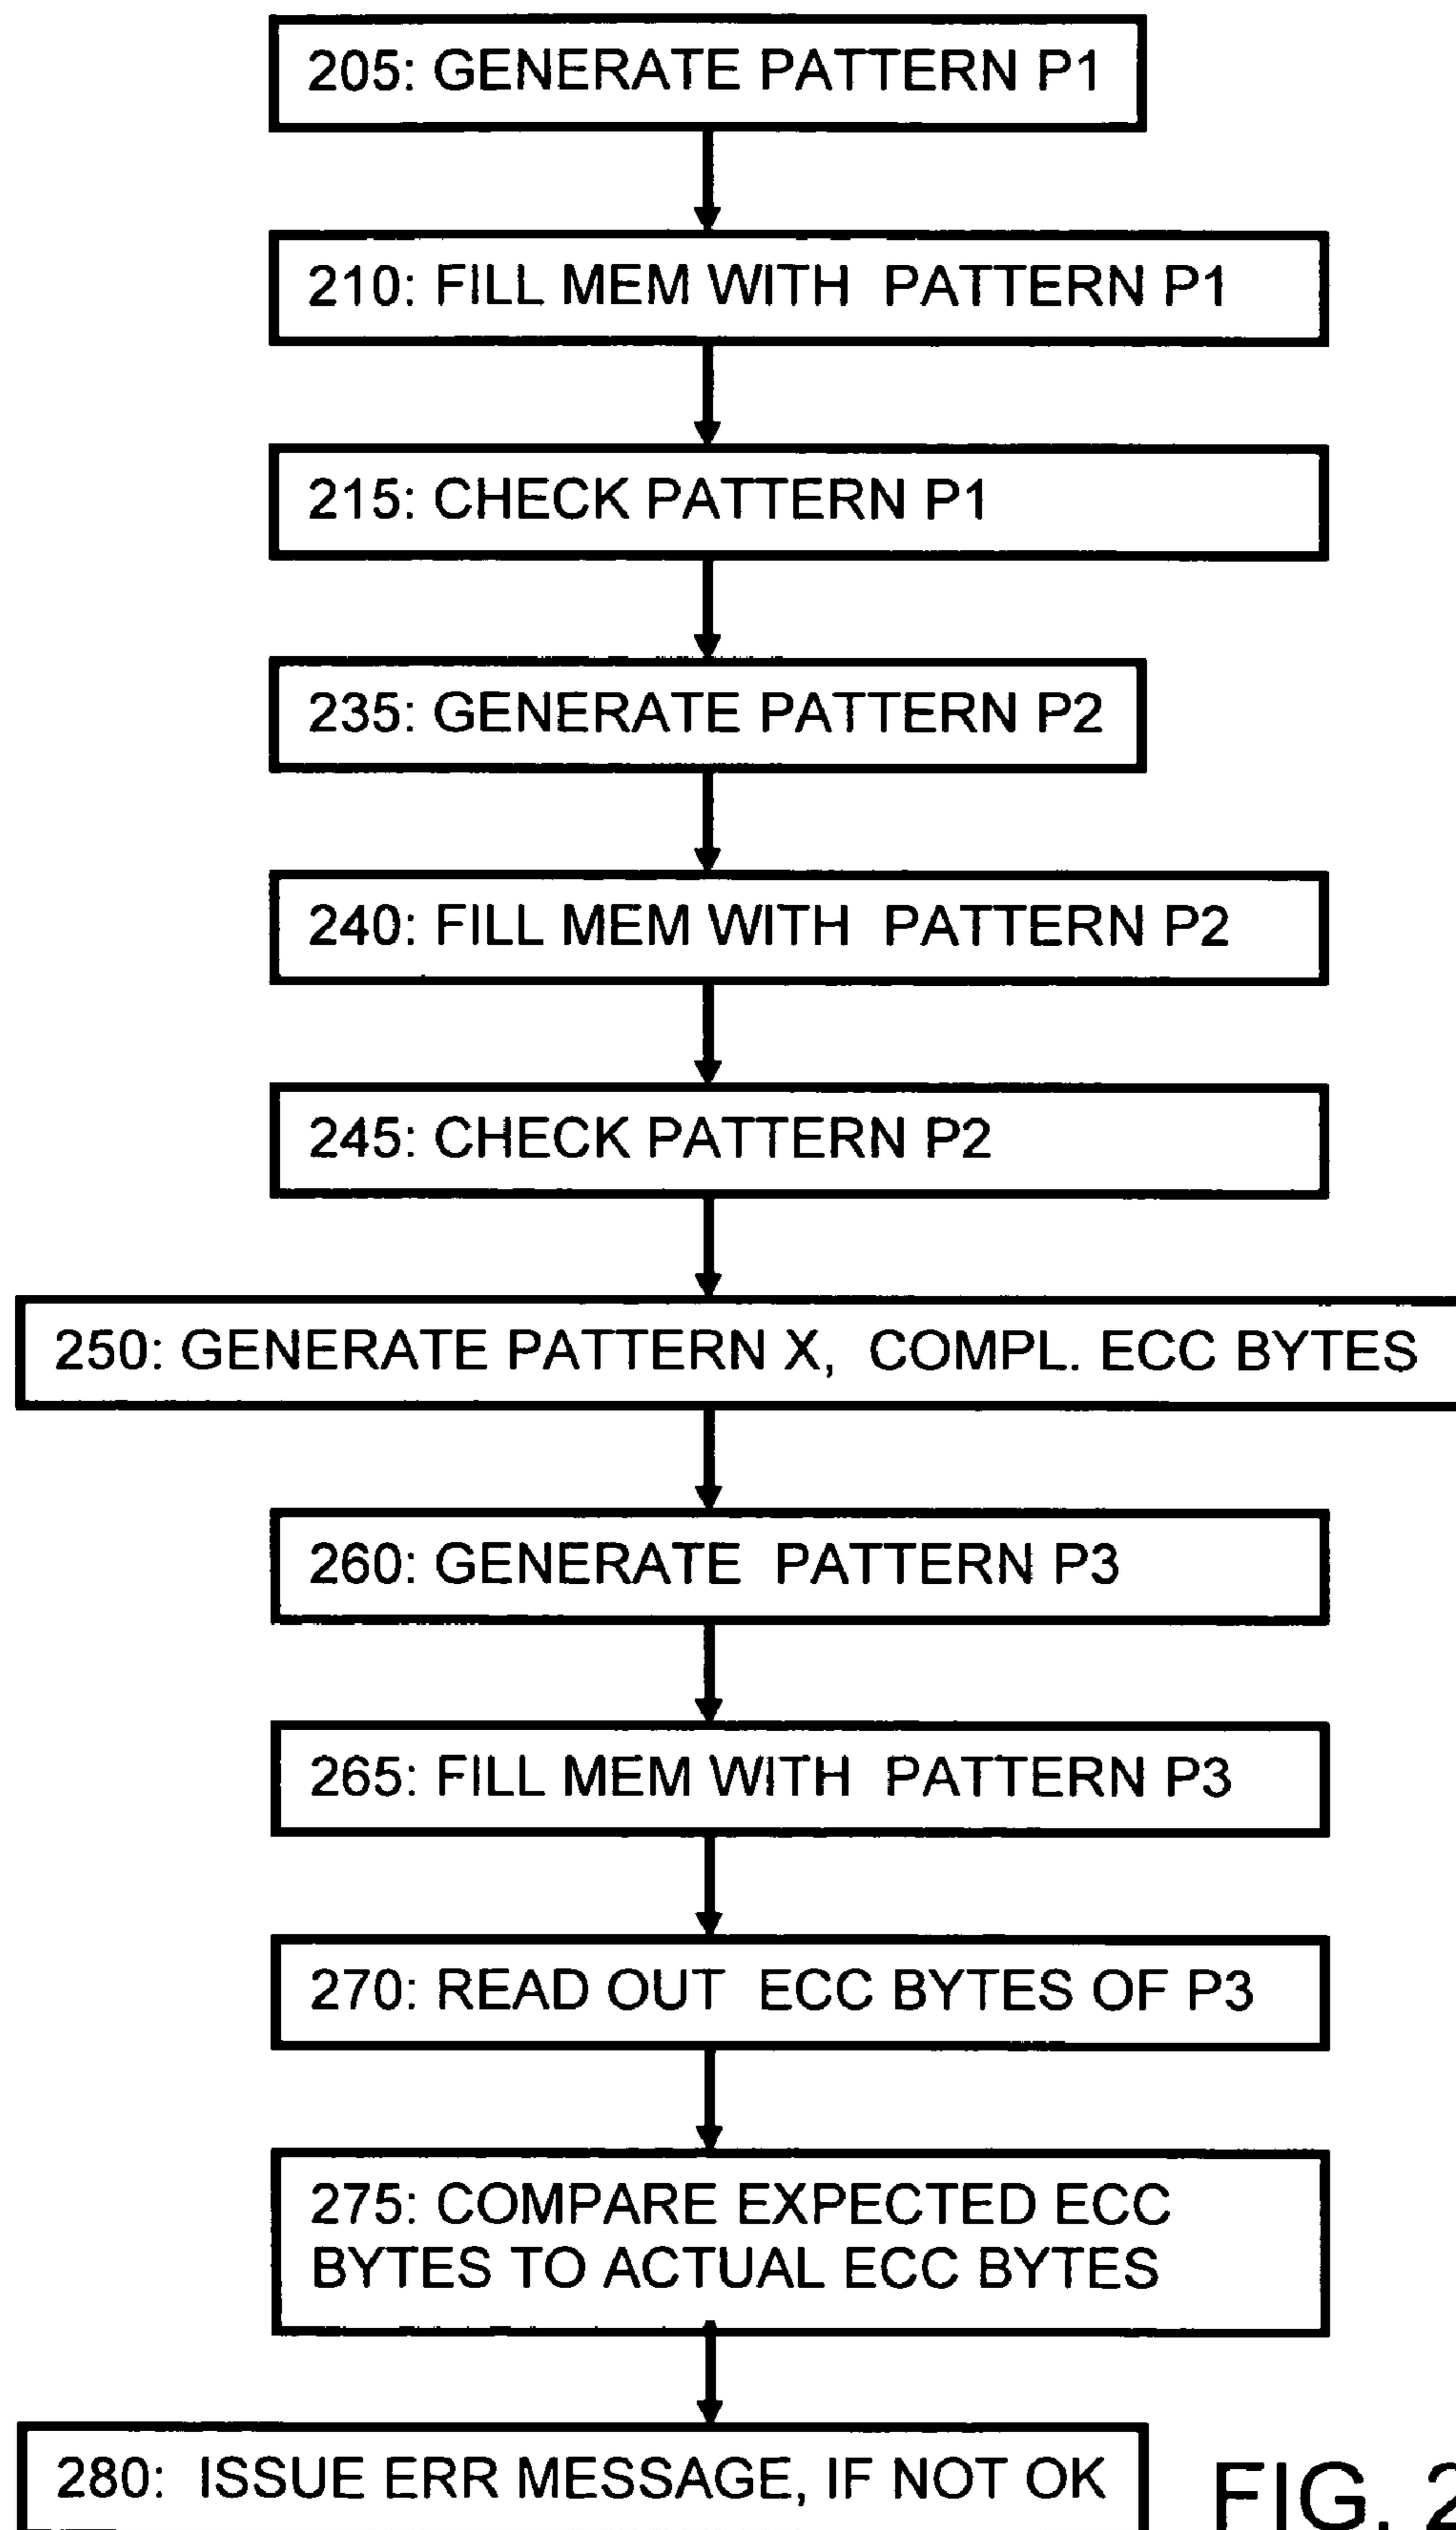 205: GENERATE PATTERN P1
210: FILL MEM WITH PATTERN P1
215: CHECK PATTERN P1
235: GENERATE PATTERN P2
240: FILL MEM WITH PATTERN P2
245: CHECK PATTERN P2
250: GENERATE PATTERN X, COMPL. ECC BYTES
260: GENERATE PATTERN P3
265: FILL MEM WITH PATTERN P3
270: READ OUT ECC BYTES OF P3
275: COMPARE EXPECTED ECC
BYTES TO ACTUAL ECC BYTES
280: ISSUE ERR MESSAGE, IF NOT OK
FIG. 2